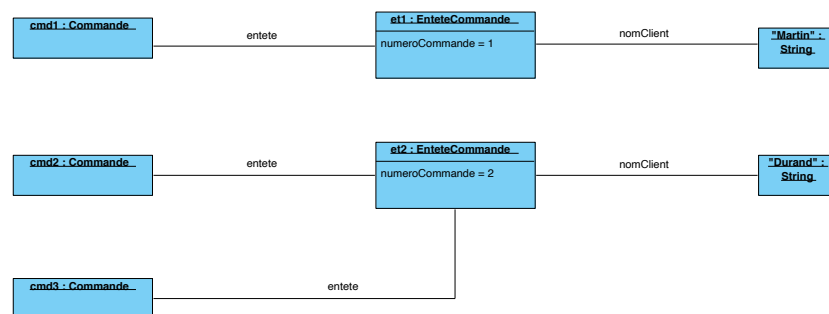 cmd1 : Commande
entete
et1 : EnteteCommande
numeroCommande = 1
nomClient
"Martin" :
String
cmd2 : Commande
entete
et2 : EnteteCommande
numeroCommande = 2
nomClient
"Durand" :
String
cmd3 : Commande
entete